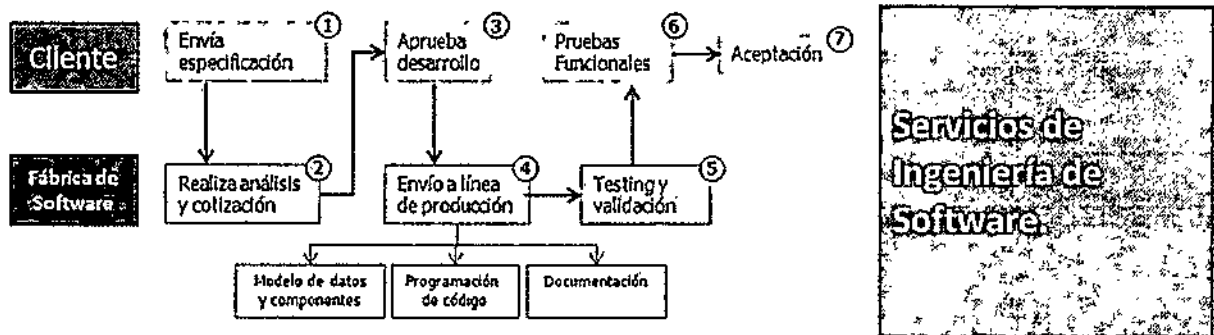 Cliente
Envía
especificación
1
Aprueba
desarrollo
3
Pruebas
Funcionales
6
Aceptación
7
Fábrica de
Software
Realiza análisis
y cotización
2
Envío a línea
de producción
4
Testing y
validación
5
Modelo de datos
y componentes
Programación
de código
Documentación
Servicios de
Ingeniería de
Software.